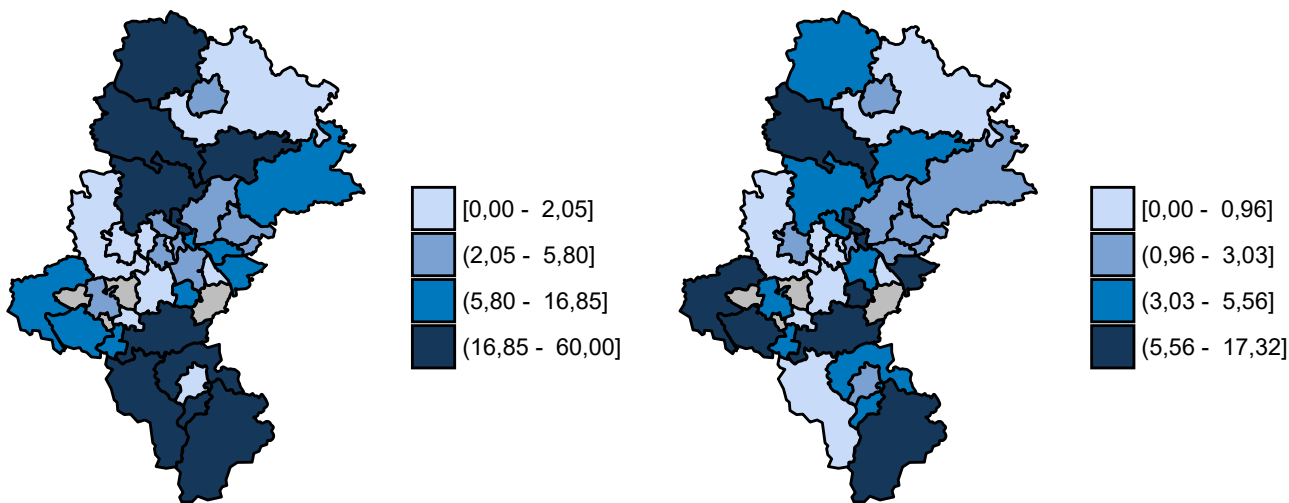 [0,00 - 2,05]
(2,05 - 5,80]
(5,80 - 16,85]
(16,85 - 60,00]
[0,00 - 0,96]
(0,96 - 3,03]
(3,03 - 5,56]
(5,56 - 17,32]